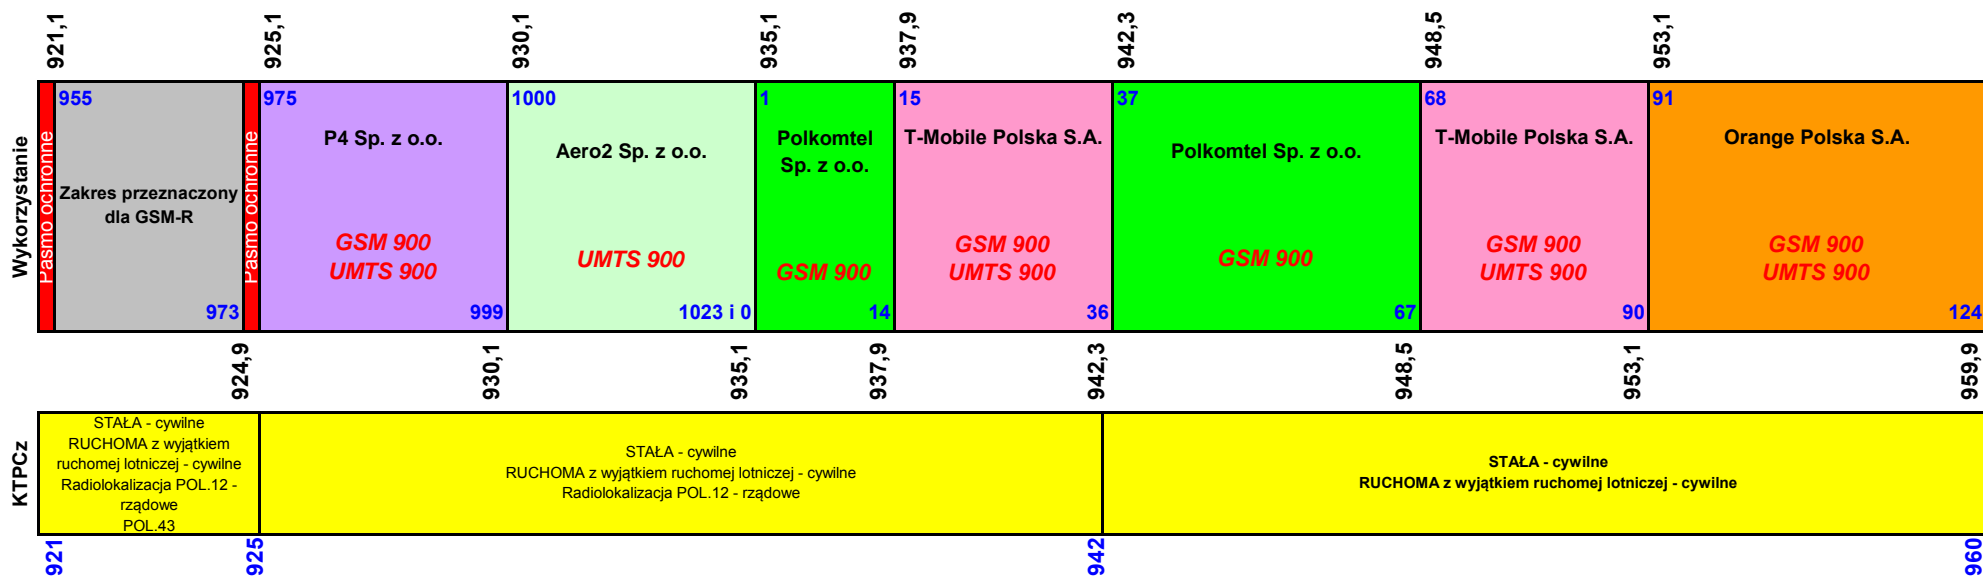 921,1
925,1
930,1
935,1
937,9
942,3
948,5
953,1
Wykorzystanie
Pasmo ochronne
955
Zakres przeznaczony
dla GSM-R
973
Pasmo ochronne
975
P4 Sp. z o.o.
GSM 900
UMTS 900
999
1000
Aero2 Sp. z o.o.
UMTS 900
1023 i 0
1
Polkomtel
Sp. z o.o.
GSM 900
14
15
T-Mobile Polska S.A.
GSM 900
UMTS 900
36
37
Polkomtel Sp. z o.o.
GSM 900
67
68
T-Mobile Polska S.A.
GSM 900
UMTS 900
90
91
Orange Polska S.A.
GSM 900
UMTS 900
124
924,9
930,1
935,1
937,9
942,3
948,5
953,1
959,9
KTPCz
STAŁA - cywilne
RUCHOMA z wyjątkiem
ruchomej lotniczej - cywilne
Radiolokalizacja POL.12 -
rządowe
POL.43
STAŁA - cywilne
RUCHOMA z wyjątkiem ruchomej lotniczej - cywilne
Radiolokalizacja POL.12 - rządowe
STAŁA - cywilne
RUCHOMA z wyjątkiem ruchomej lotniczej - cywilne
921
925
942
960